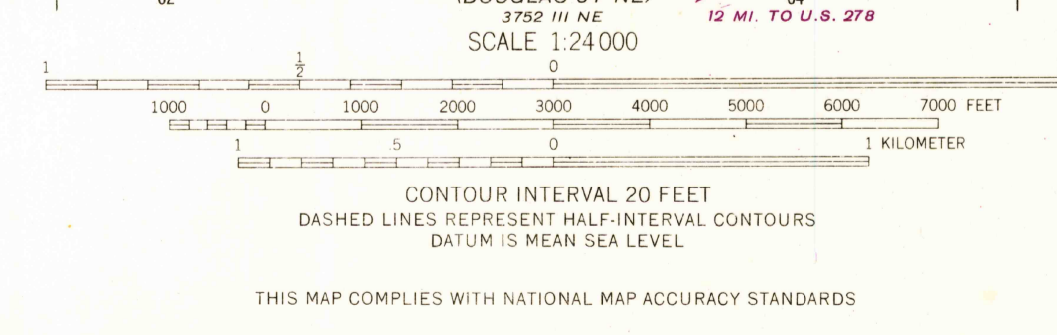 3752 III NE
12 MI. TO U.S. 278
SCALE 1:24 000
1 1/2 0
1000 0 1000 2000 3000 4000 5000 6000 7000 FEET
1 .5 0 1 KILOMETER
CONTOUR INTERVAL 20 FEET
DASHED LINES REPRESENT HALF-INTERVAL CONTOURS
DATUM IS MEAN SEA LEVEL
THIS MAP COMPLIES WITH NATIONAL MAP ACCURACY STANDARDS